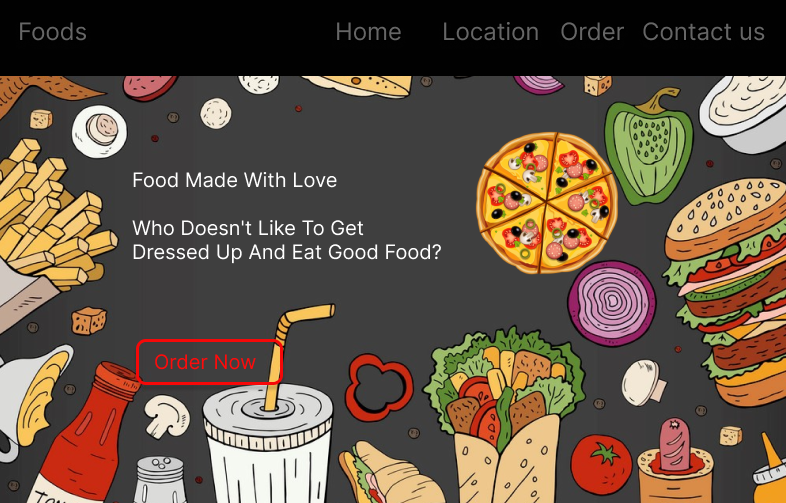 Foods Home Location Order Contact us
Food Made With Love
Who Doesn't Like To Get
Dressed Up And Eat Good Food?
Order Now